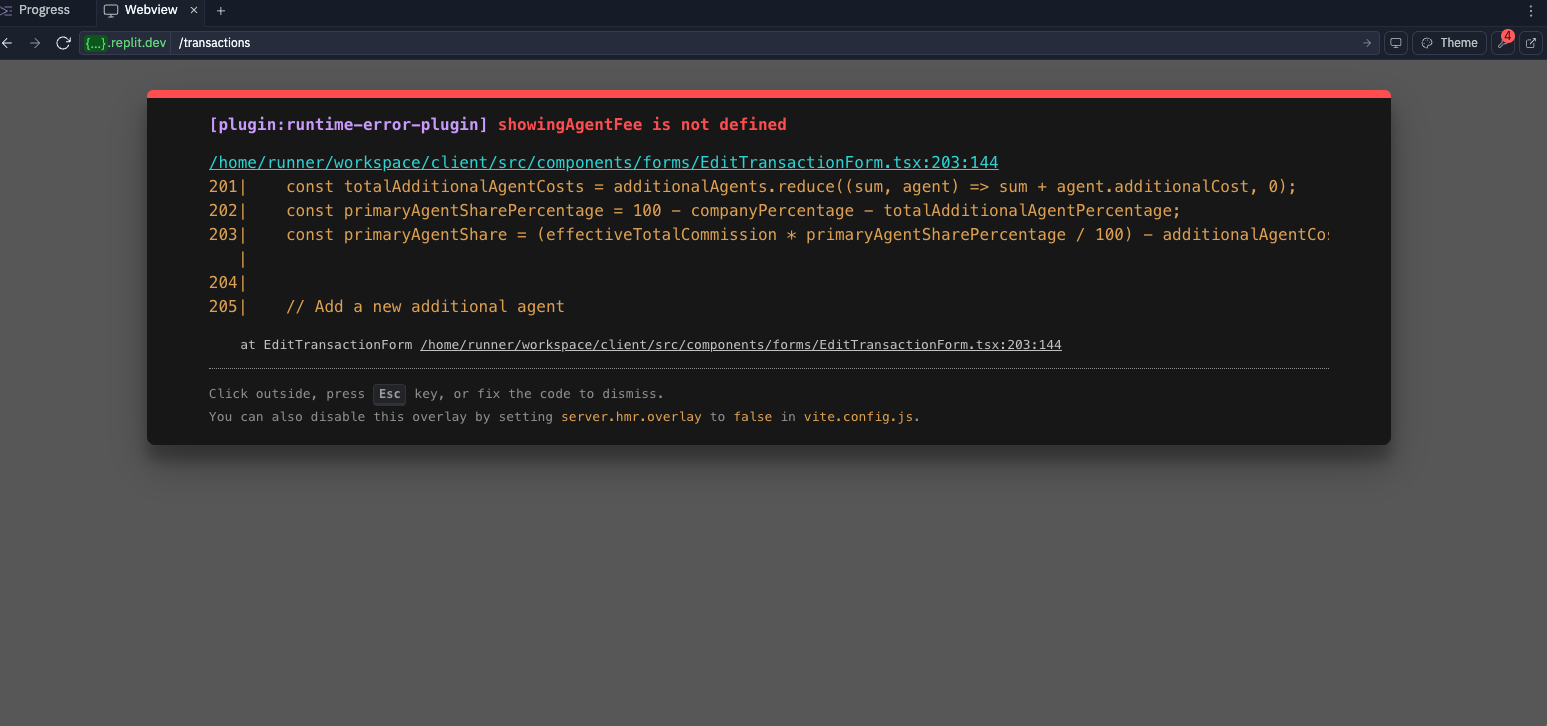 Progress
Webview × +
{...}.replit.dev /transactions
Theme
4
[plugin:runtime-error-plugin] showingAgentFee is not defined
/home/runner/workspace/client/src/components/forms/EditTransactionForm.tsx:203:144
201|    const totalAdditionalAgentCosts = additionalAgents.reduce((sum, agent) => sum + agent.additionalCost, 0);
202|    const primaryAgentSharePercentage = 100 - companyPercentage - totalAdditionalAgentPercentage;
203|    const primaryAgentShare = (effectiveTotalCommission * primaryAgentSharePercentage / 100) - additionalAgentCo
|
204|
205|    // Add a new additional agent
at EditTransactionForm /home/runner/workspace/client/src/components/forms/EditTransactionForm.tsx:203:144
Click outside, press Esc key, or fix the code to dismiss.
You can also disable this overlay by setting server.hmr.overlay to false in vite.config.js.